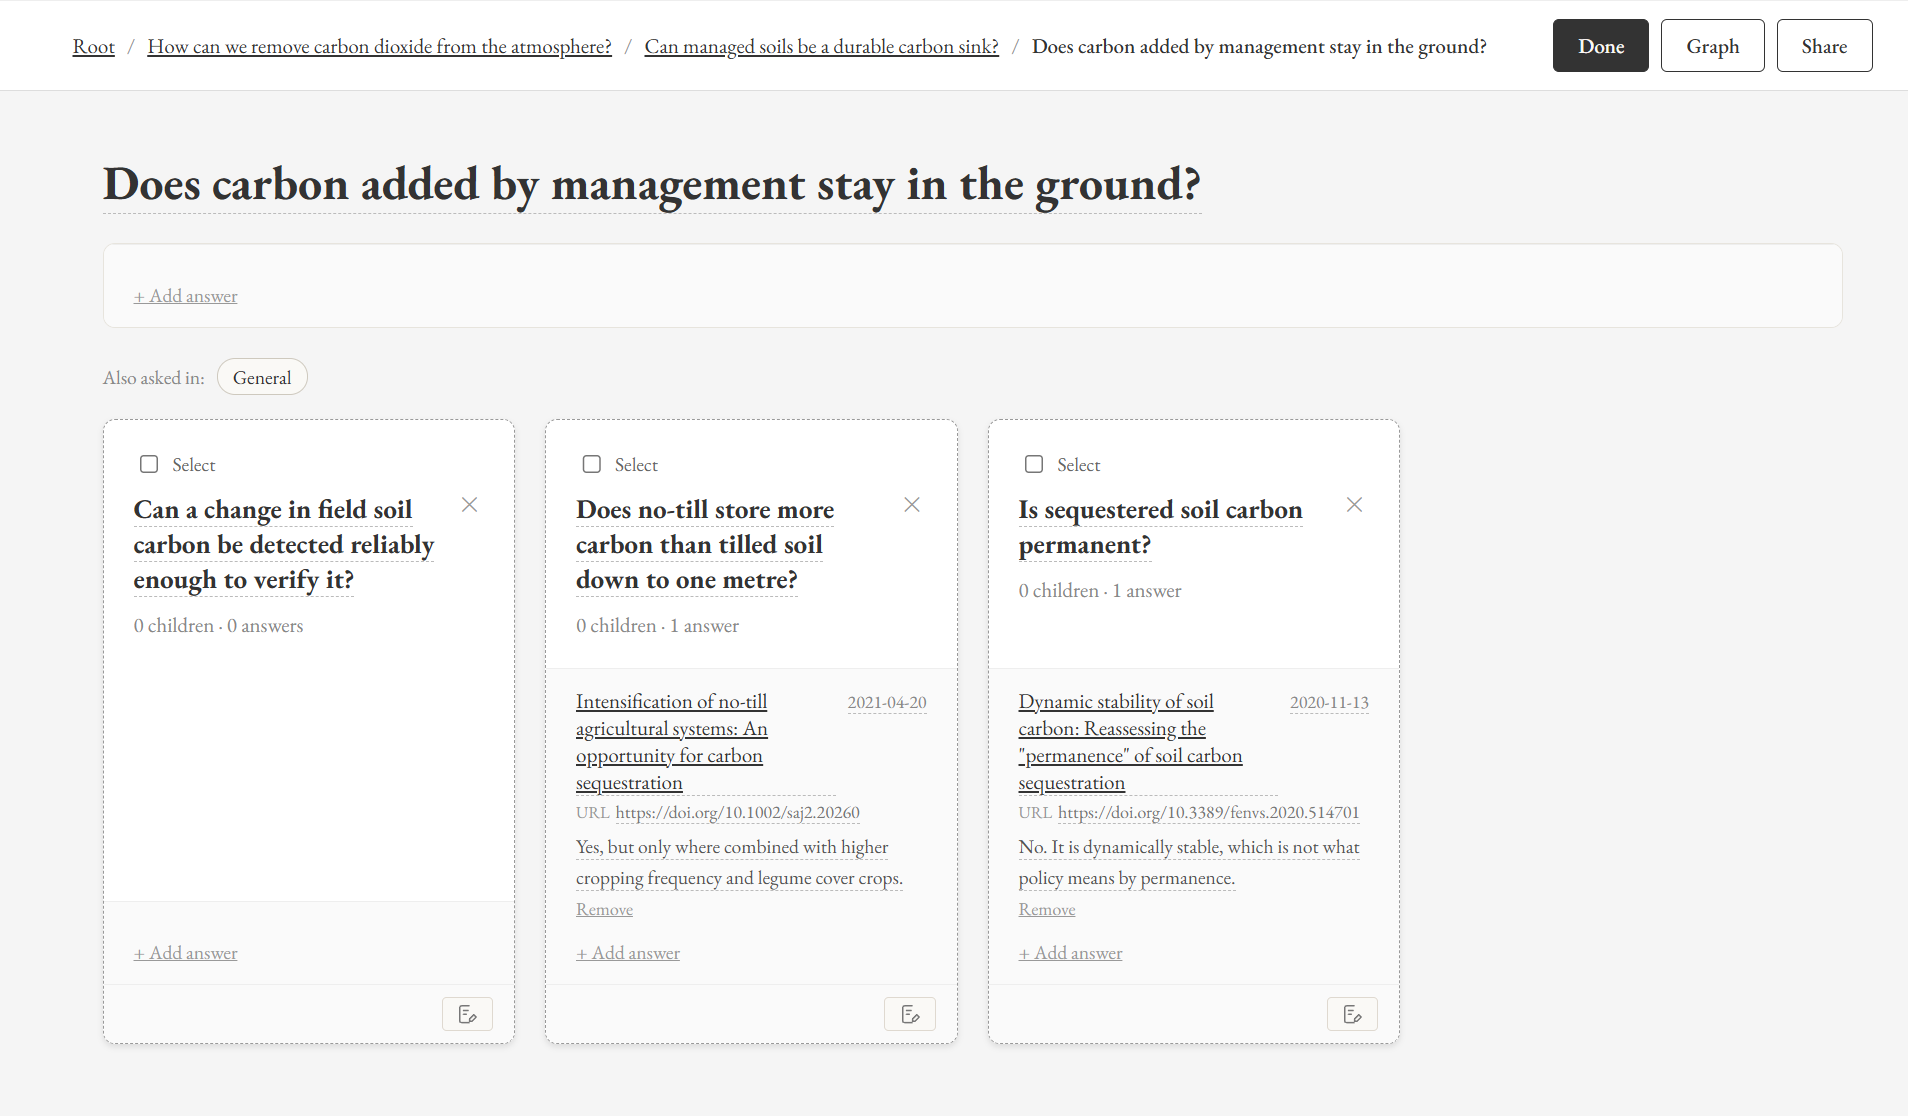 Root / How can we remove carbon dioxide from the atmosphere? / Can managed soils be a durable carbon sink? / Does carbon added by management stay in the ground?
Done
Graph
Share
Does carbon added by management stay in the ground?
+ Add answer
Also asked in: General
Select
Can a change in field soil
carbon be detected reliably
enough to verify it?
0 children · 0 answers
+ Add answer
Select
Does no-till store more
carbon than tilled soil
down to one metre?
0 children · 1 answer
Intensification of no-till
agricultural systems: An
opportunity for carbon
sequestration
2021-04-20
URL https://doi.org/10.1002/saj2.20260
Yes, but only where combined with higher
cropping frequency and legume cover crops.
Remove
+ Add answer
Select
Is sequestered soil carbon
permanent?
0 children · 1 answer
Dynamic stability of soil
carbon: Reassessing the
"permanence" of soil carbon
sequestration
2020-11-13
URL https://doi.org/10.3389/fenvs.2020.514701
No. It is dynamically stable, which is not what
policy means by permanence.
Remove
+ Add answer